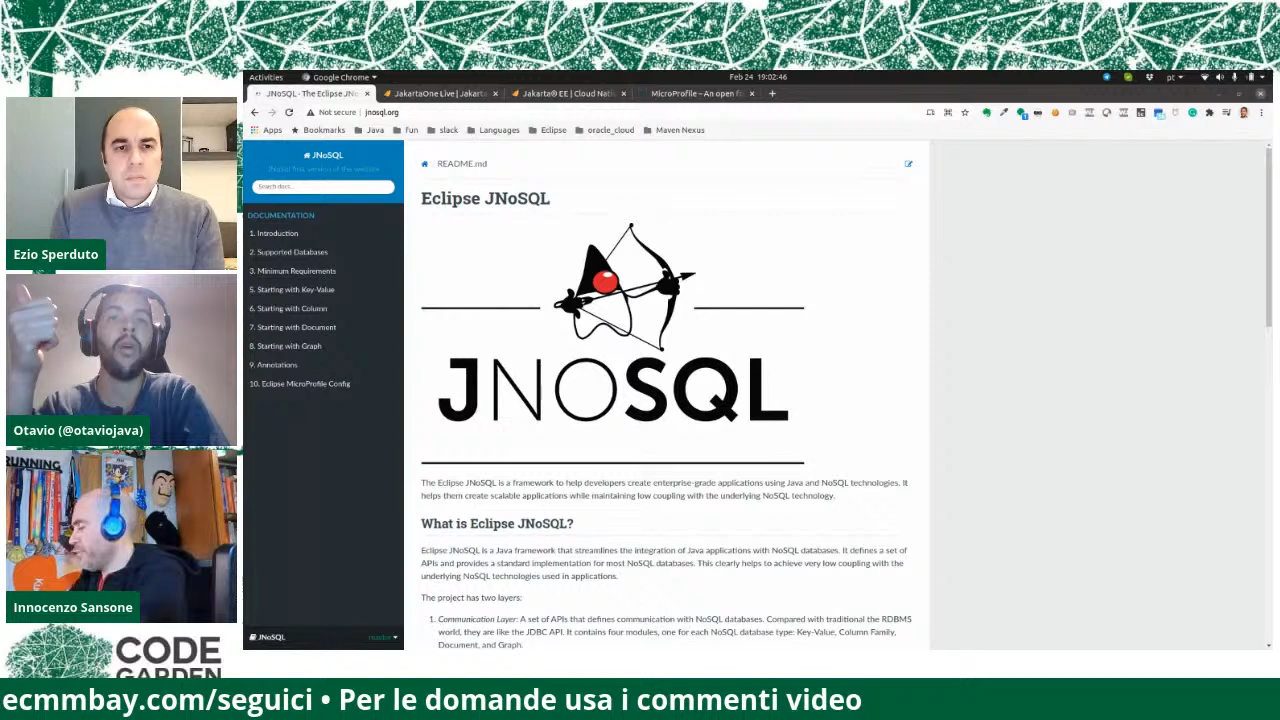 Activities
Google Chrome
Feb 24 19:02:46
pt
JNoSQL - The Eclipse JNo
JakartaOne Live | Jakarta
Jakarta® EE | Cloud Nati
MicroProfile - An open f
Not secure | jnosql.org
Apps
Bookmarks
Java
fun
slack
Languages
Eclipse
oracle_cloud
Maven Nexus
JNoSQL
Search docs
DOCUMENTATION
1. Introduction
2. Supported Databases
3. Minimum Requirements
5. Starting with Key-Value
6. Starting with Column
7. Starting with Document
8. Starting with Graph
9. Annotations
10. Eclipse MicroProfile Config
JNoSQL
master
README.md
Eclipse JNoSQL
JNOSQL
The Eclipse JNoSQL is a framework to help developers create enterprise-grade applications using Java and NoSQL technologies. It
helps them create scalable applications while maintaining low coupling with the underlying NoSQL technology.
What is Eclipse JNoSQL?
Eclipse JNoSQL is a Java framework that streamlines the integration of Java applications with NoSQL databases. It defines a set of
APIs and provides a standard implementation for most NoSQL databases. This clearly helps to achieve very low coupling with the
underlying NoSQL technologies used in applications.
The project has two layers:
1. Communication Layer: A set of APIs that defines communication with NoSQL databases. Compared with traditional the RDBMS
world, they are like the JDBC API. It contains four modules, one for each NoSQL database type: Key-Value, Column Family,
Document, and Graph.
Ezio Sperduto
Otavio (@otaviojava)
RUNNING
Innocenzo Sansone
CODE
GARDEN
ecmmbay.com/seguici • Per le domande usa i commenti video